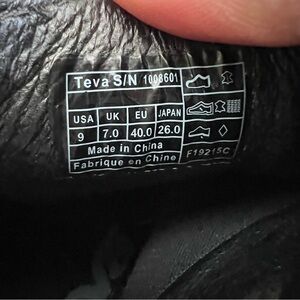 Teva S/N 1008601
USA UK EU JAPAN
9 7.0 40.0 26.0
Made in China
Fabriqué en Chine
F19215C